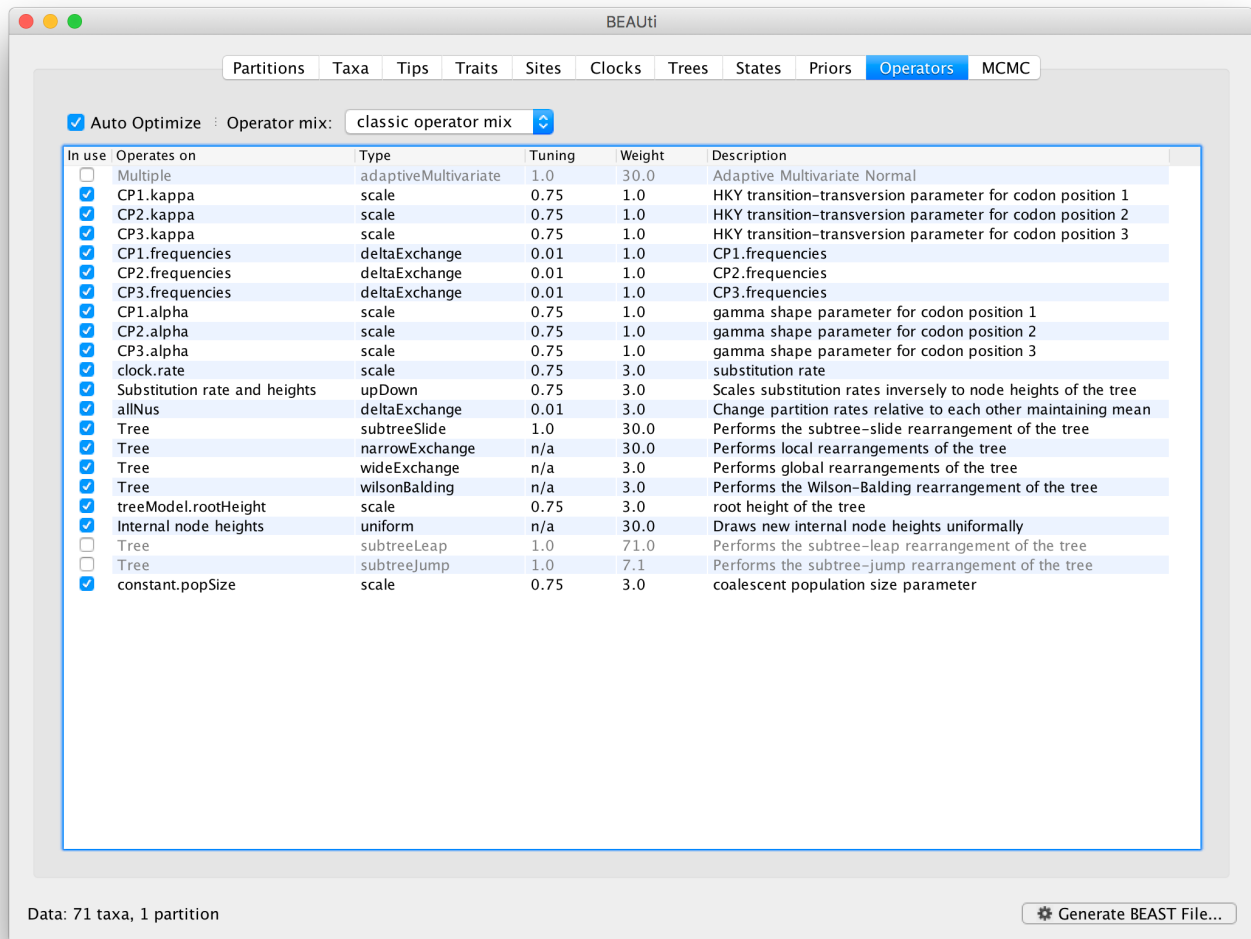 BEAUti
Partitions Taxa Tips Traits Sites Clocks Trees States Priors Operators MCMC
Auto Optimize Operator mix: classic operator mix
In use Operates on Type Tuning Weight Description
Multiple adaptiveMultivariate 1.0 30.0 Adaptive Multivariate Normal
CP1.kappa scale 0.75 1.0 HKY transition-transversion parameter for codon position 1
CP2.kappa scale 0.75 1.0 HKY transition-transversion parameter for codon position 2
CP3.kappa scale 0.75 1.0 HKY transition-transversion parameter for codon position 3
CP1.frequencies deltaExchange 0.01 1.0 CP1.frequencies
CP2.frequencies deltaExchange 0.01 1.0 CP2.frequencies
CP3.frequencies deltaExchange 0.01 1.0 CP3.frequencies
CP1.alpha scale 0.75 1.0 gamma shape parameter for codon position 1
CP2.alpha scale 0.75 1.0 gamma shape parameter for codon position 2
CP3.alpha scale 0.75 1.0 gamma shape parameter for codon position 3
clock.rate scale 0.75 3.0 substitution rate
Substitution rate and heights upDown 0.75 3.0 Scales substitution rates inversely to node heights of the tree
allNus deltaExchange 0.01 3.0 Change partition rates relative to each other maintaining mean
Tree subtreeSlide 1.0 30.0 Performs the subtree-slide rearrangement of the tree
Tree narrowExchange n/a 30.0 Performs local rearrangements of the tree
Tree wideExchange n/a 3.0 Performs global rearrangements of the tree
Tree wilsonBalding n/a 3.0 Performs the Wilson-Balding rearrangement of the tree
treeModel.rootHeight scale 0.75 3.0 root height of the tree
Internal node heights uniform n/a 30.0 Draws new internal node heights uniformally
Tree subtreeLeap 1.0 71.0 Performs the subtree-leap rearrangement of the tree
Tree subtreeJump 1.0 7.1 Performs the subtree-jump rearrangement of the tree
constant.popSize scale 0.75 3.0 coalescent population size parameter
Data: 71 taxa, 1 partition Generate BEAST File...